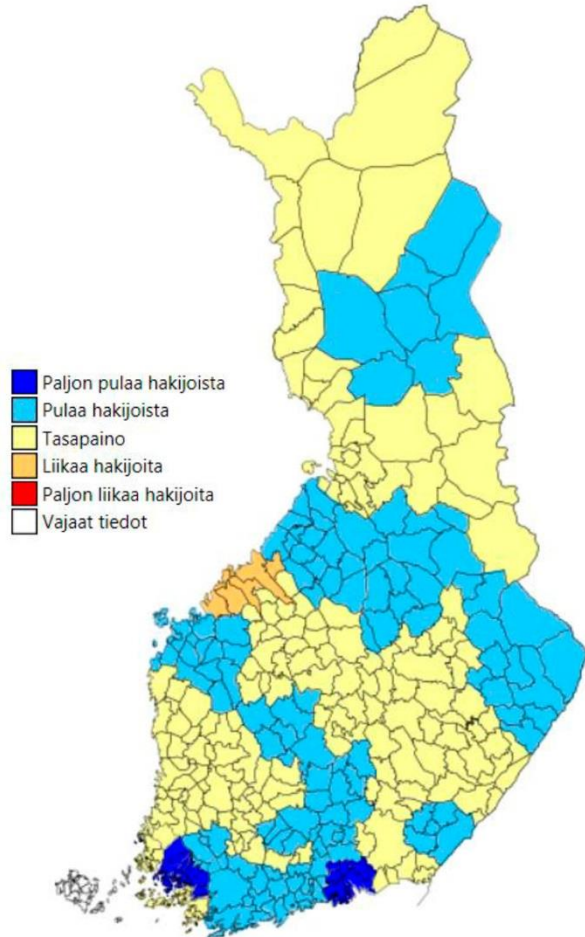 Paljon pulaa hakijoista
Pulaa hakijoista
Tasapaino
Liikaa hakijoita
Paljon liikaa hakijoita
Vajaat tiedot